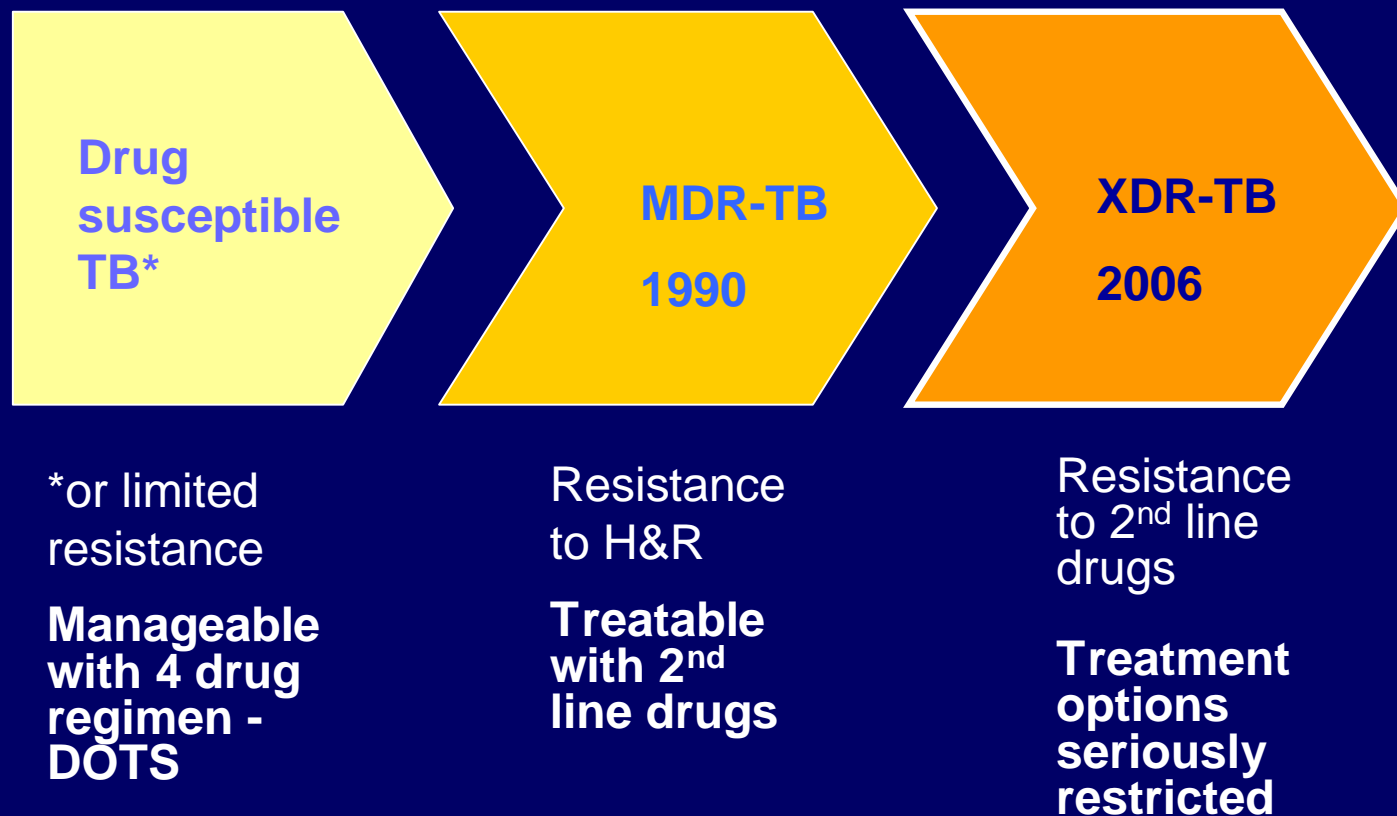 Drug
susceptible
TB*
MDR-TB
1990
XDR-TB
2006
*or limited
resistance
Manageable
with 4 drug
regimen -
DOTS
Resistance
to H&R
Treatable
with 2nd
line drugs
Resistance
to 2nd line
drugs
Treatment
options
seriously
restricted